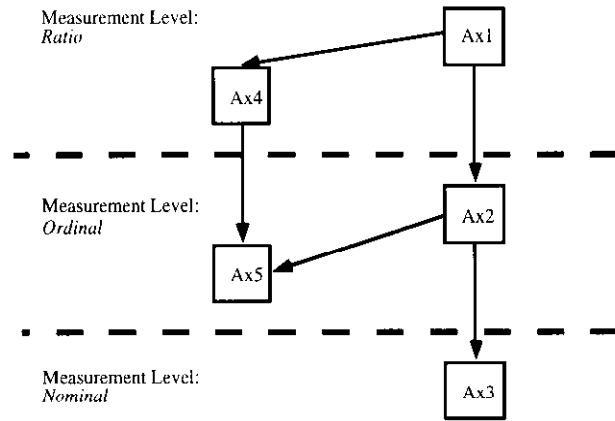 Measurement Level:
Ratio
Ax1
Ax4
Measurement Level:
Ordinal
Ax2
Ax5
Measurement Level:
Nominal
Ax3